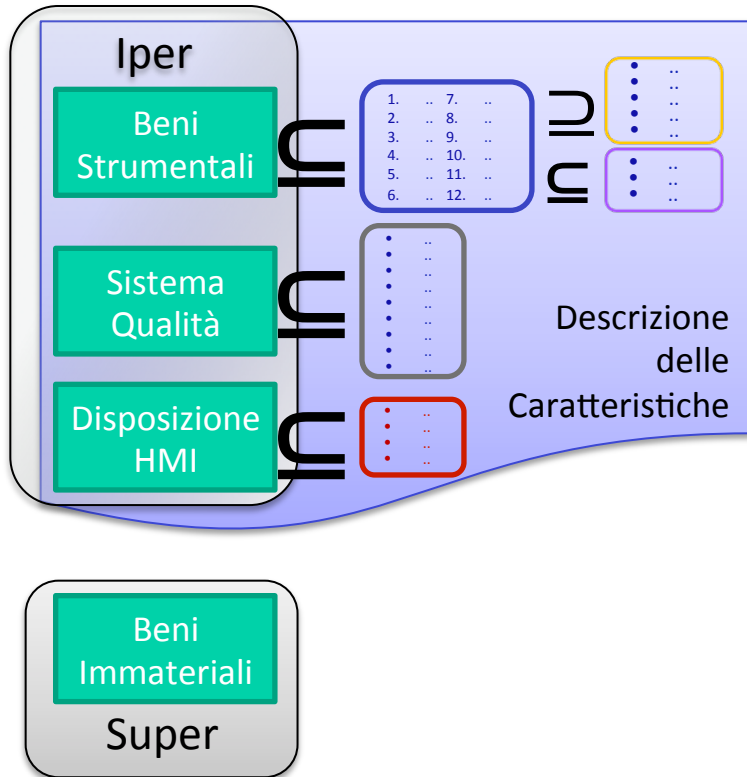 Iper
Beni
Strumentali
⊆
1. .. 7. ..
2. .. 8. ..
3. .. 9. ..
4. .. 10. ..
5. .. 11. ..
6. .. 12. ..
⊇
• ..
• ..
• ..
• ..
• ..
⊆
• ..
• ..
• ..
Sistema
Qualità
⊆
• ..
• ..
• ..
• ..
• ..
• ..
• ..
• ..
• ..
Descrizione
delle
Caratteristiche
Disposizione
HMI
⊆
• ..
• ..
• ..
• ..
Beni
Immateriali
Super